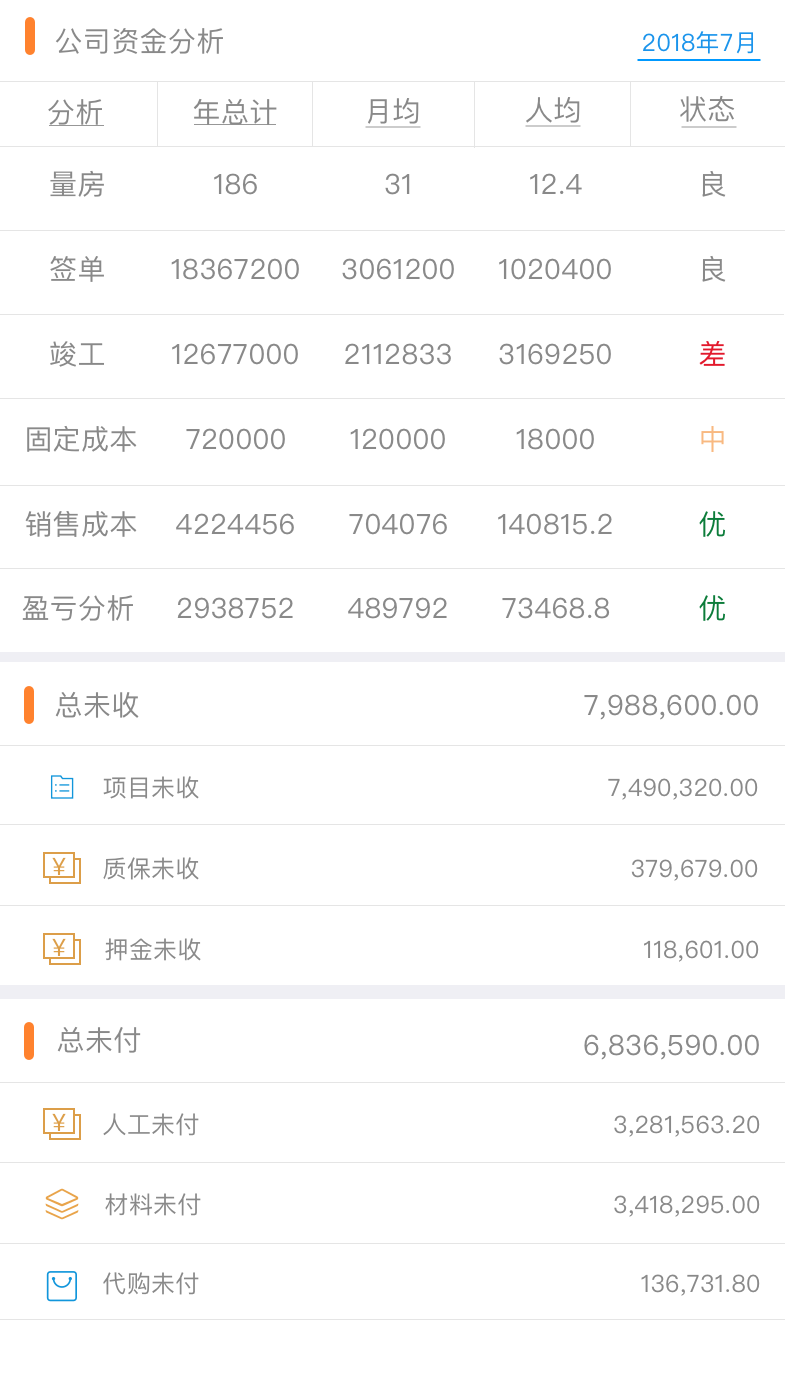 公司资金分析 2018年7月
分析 年总计 月均 人均 状态
量房 186 31 12.4 良
签单 18367200 3061200 1020400 良
竣工 12677000 2112833 3169250 差
固定成本 720000 120000 18000 中
销售成本 4224456 704076 140815.2 优
盈亏分析 2938752 489792 73468.8 优
总未收 7,988,600.00
项目未收 7,490,320.00
¥ 质保未收 379,679.00
¥ 押金未收 118,601.00
总未付 6,836,590.00
¥ 人工未付 3,281,563.20
材料未付 3,418,295.00
代购未付 136,731.80